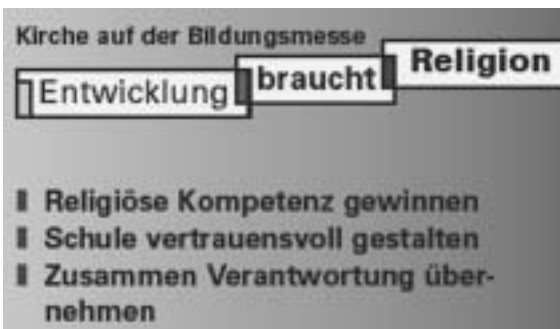 Kirche auf der Bildungsmesse
Entwicklung braucht Religion
Religiöse Kompetenz gewinnen
Schule vertrauensvoll gestalten
Zusammen Verantwortung über-
nehmen